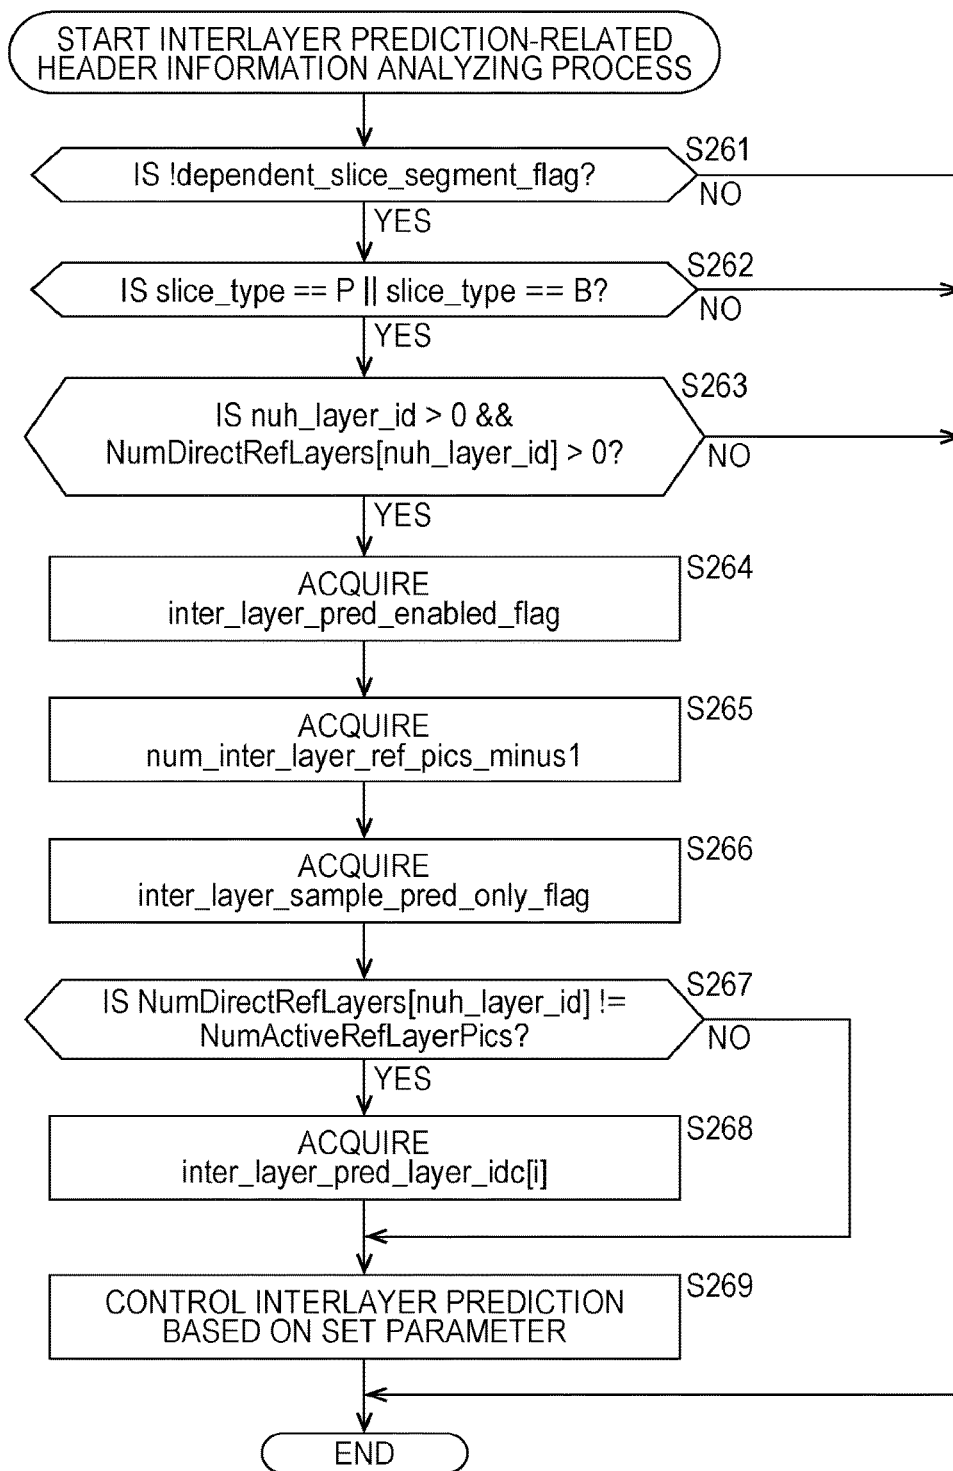 START INTERLAYER PREDICTION-RELATED
HEADER INFORMATION ANALYZING PROCESS
S261
IS !dependent_slice_segment_flag?
NO
YES
S262
IS slice_type == P || slice_type == B?
NO
YES
S263
IS nuh_layer_id > 0 &&
NumDirectRefLayers[nuh_layer_id] > 0?
NO
YES
S264
ACQUIRE
inter_layer_pred_enabled_flag
S265
ACQUIRE
num_inter_layer_ref_pics_minus1
S266
ACQUIRE
inter_layer_sample_pred_only_flag
S267
IS NumDirectRefLayers[nuh_layer_id] !=
NumActiveRefLayerPics?
NO
YES
S268
ACQUIRE
inter_layer_pred_layer_idc[i]
S269
CONTROL INTERLAYER PREDICTION
BASED ON SET PARAMETER
END